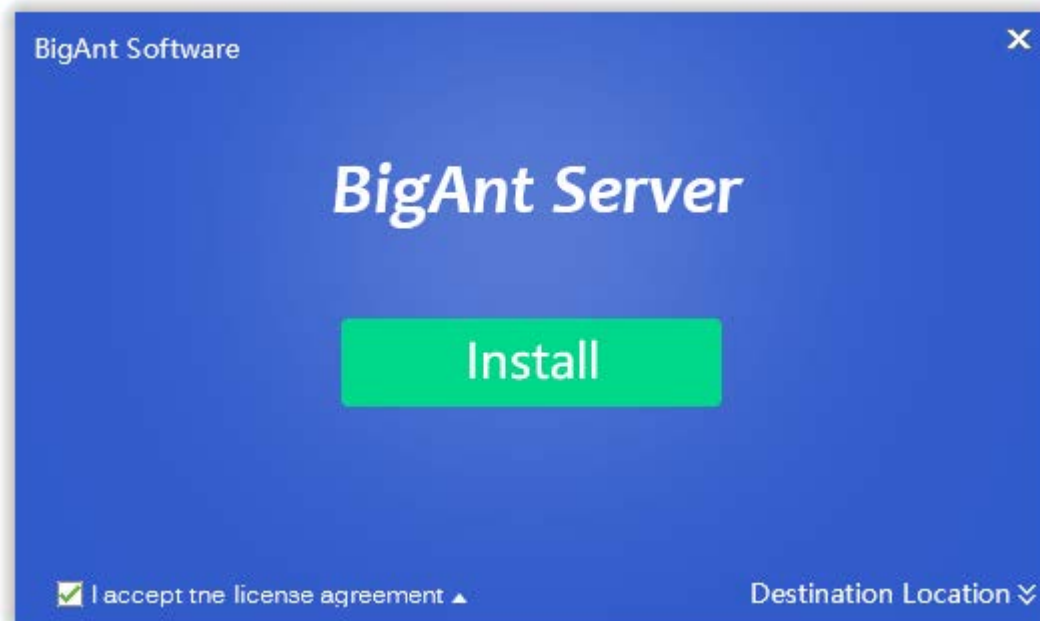 BigAnt Software
BigAnt Server
Install
I accept tne license agreement
Destination Location